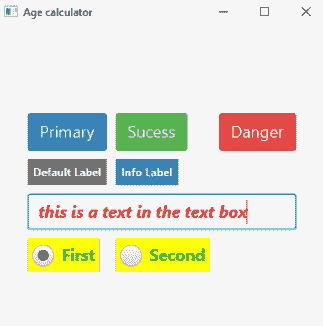 Age calculator
Primary Sucess Danger
Default Label Info Label
this is a text in the text box
First Second